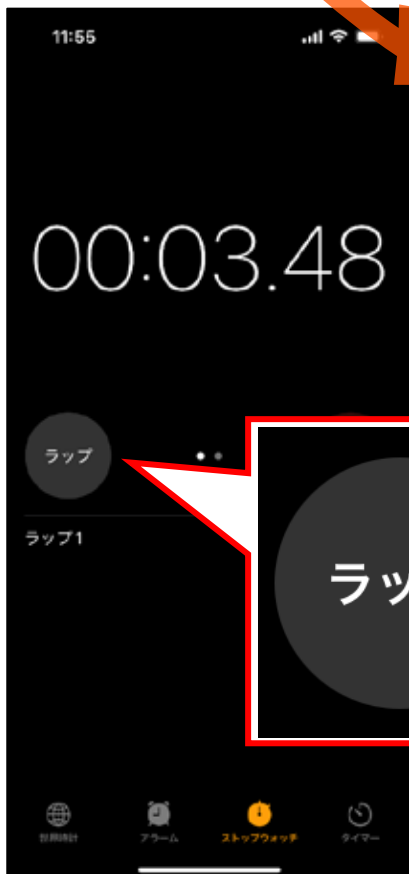 11:55
00:03.48
ラップ
ラップ1
ラッ
世界時計
アラーム
ストップウォッチ
タイマー